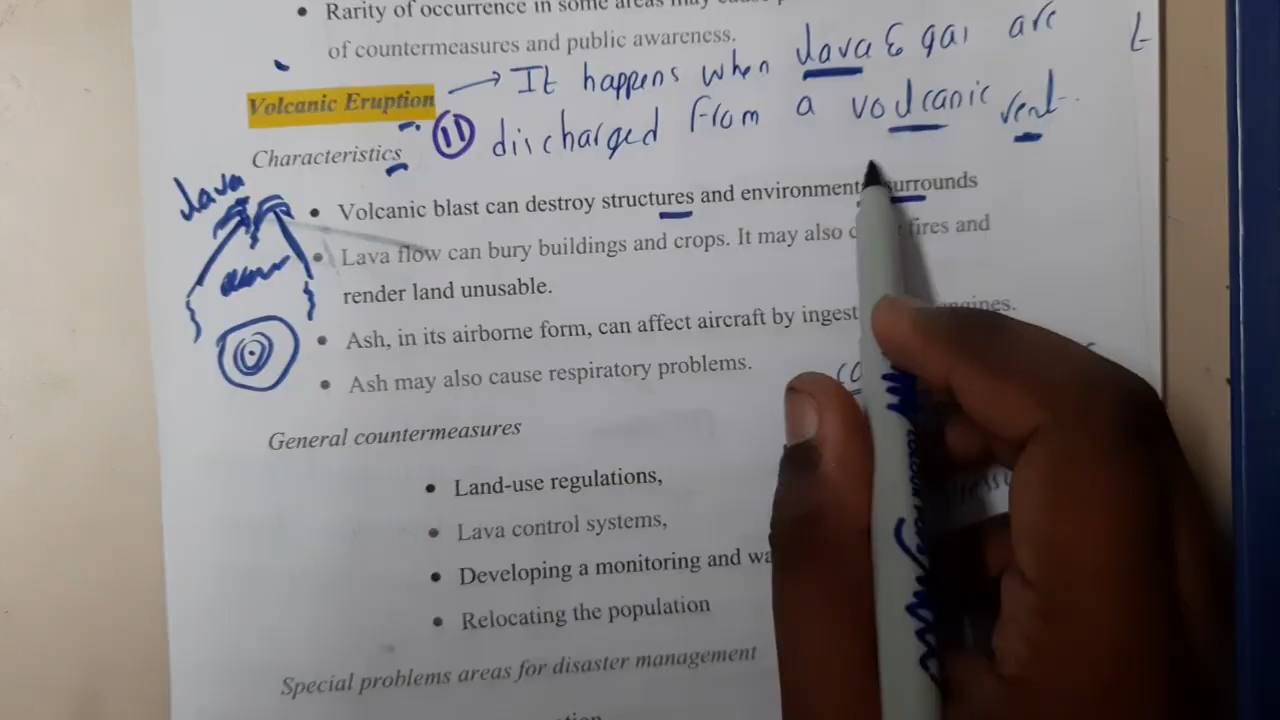 Rarity of occurrence in some areas may
of countermeasures and public awareness.
Volcanic Eruption → It happens when lava & gas are
11 discharged from a volcanic vent.
Characteristics
lava
• Volcanic blast can destroy structures and environment surrounds
• Lava flow can bury buildings and crops. It may also fires and
render land unusable.
• Ash, in its airborne form, can affect aircraft by engines.
• Ash may also cause respiratory problems.
General countermeasures
• Land-use regulations,
• Lava control systems,
• Developing a monitoring and
• Relocating the population
Special problems areas for disaster management